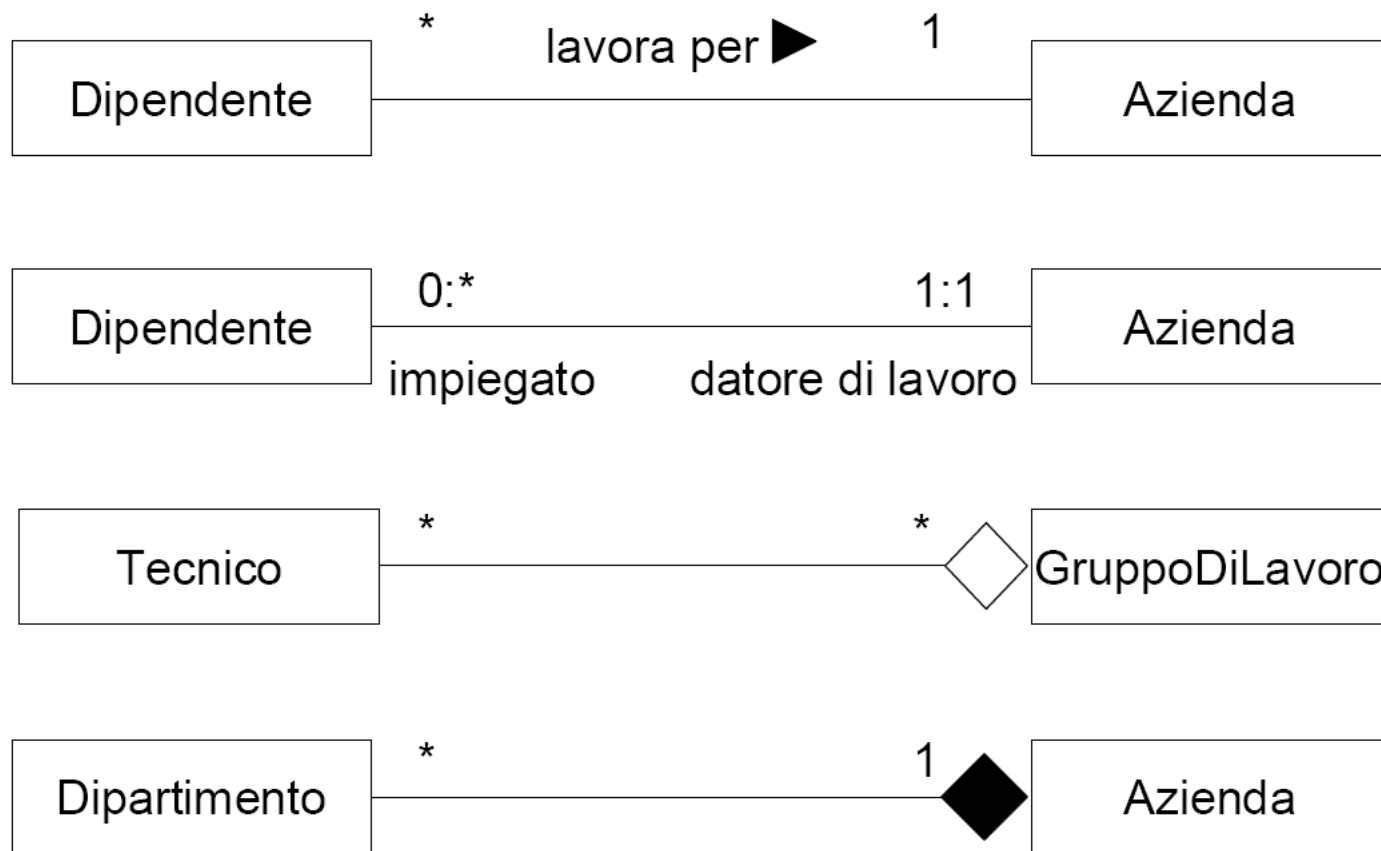 * lavora per 1
Dipendente Azienda
0:* 1:1
Dipendente Azienda
impiegato datore di lavoro
* *
Tecnico GruppoDiLavoro
* 1
Dipartimento Azienda